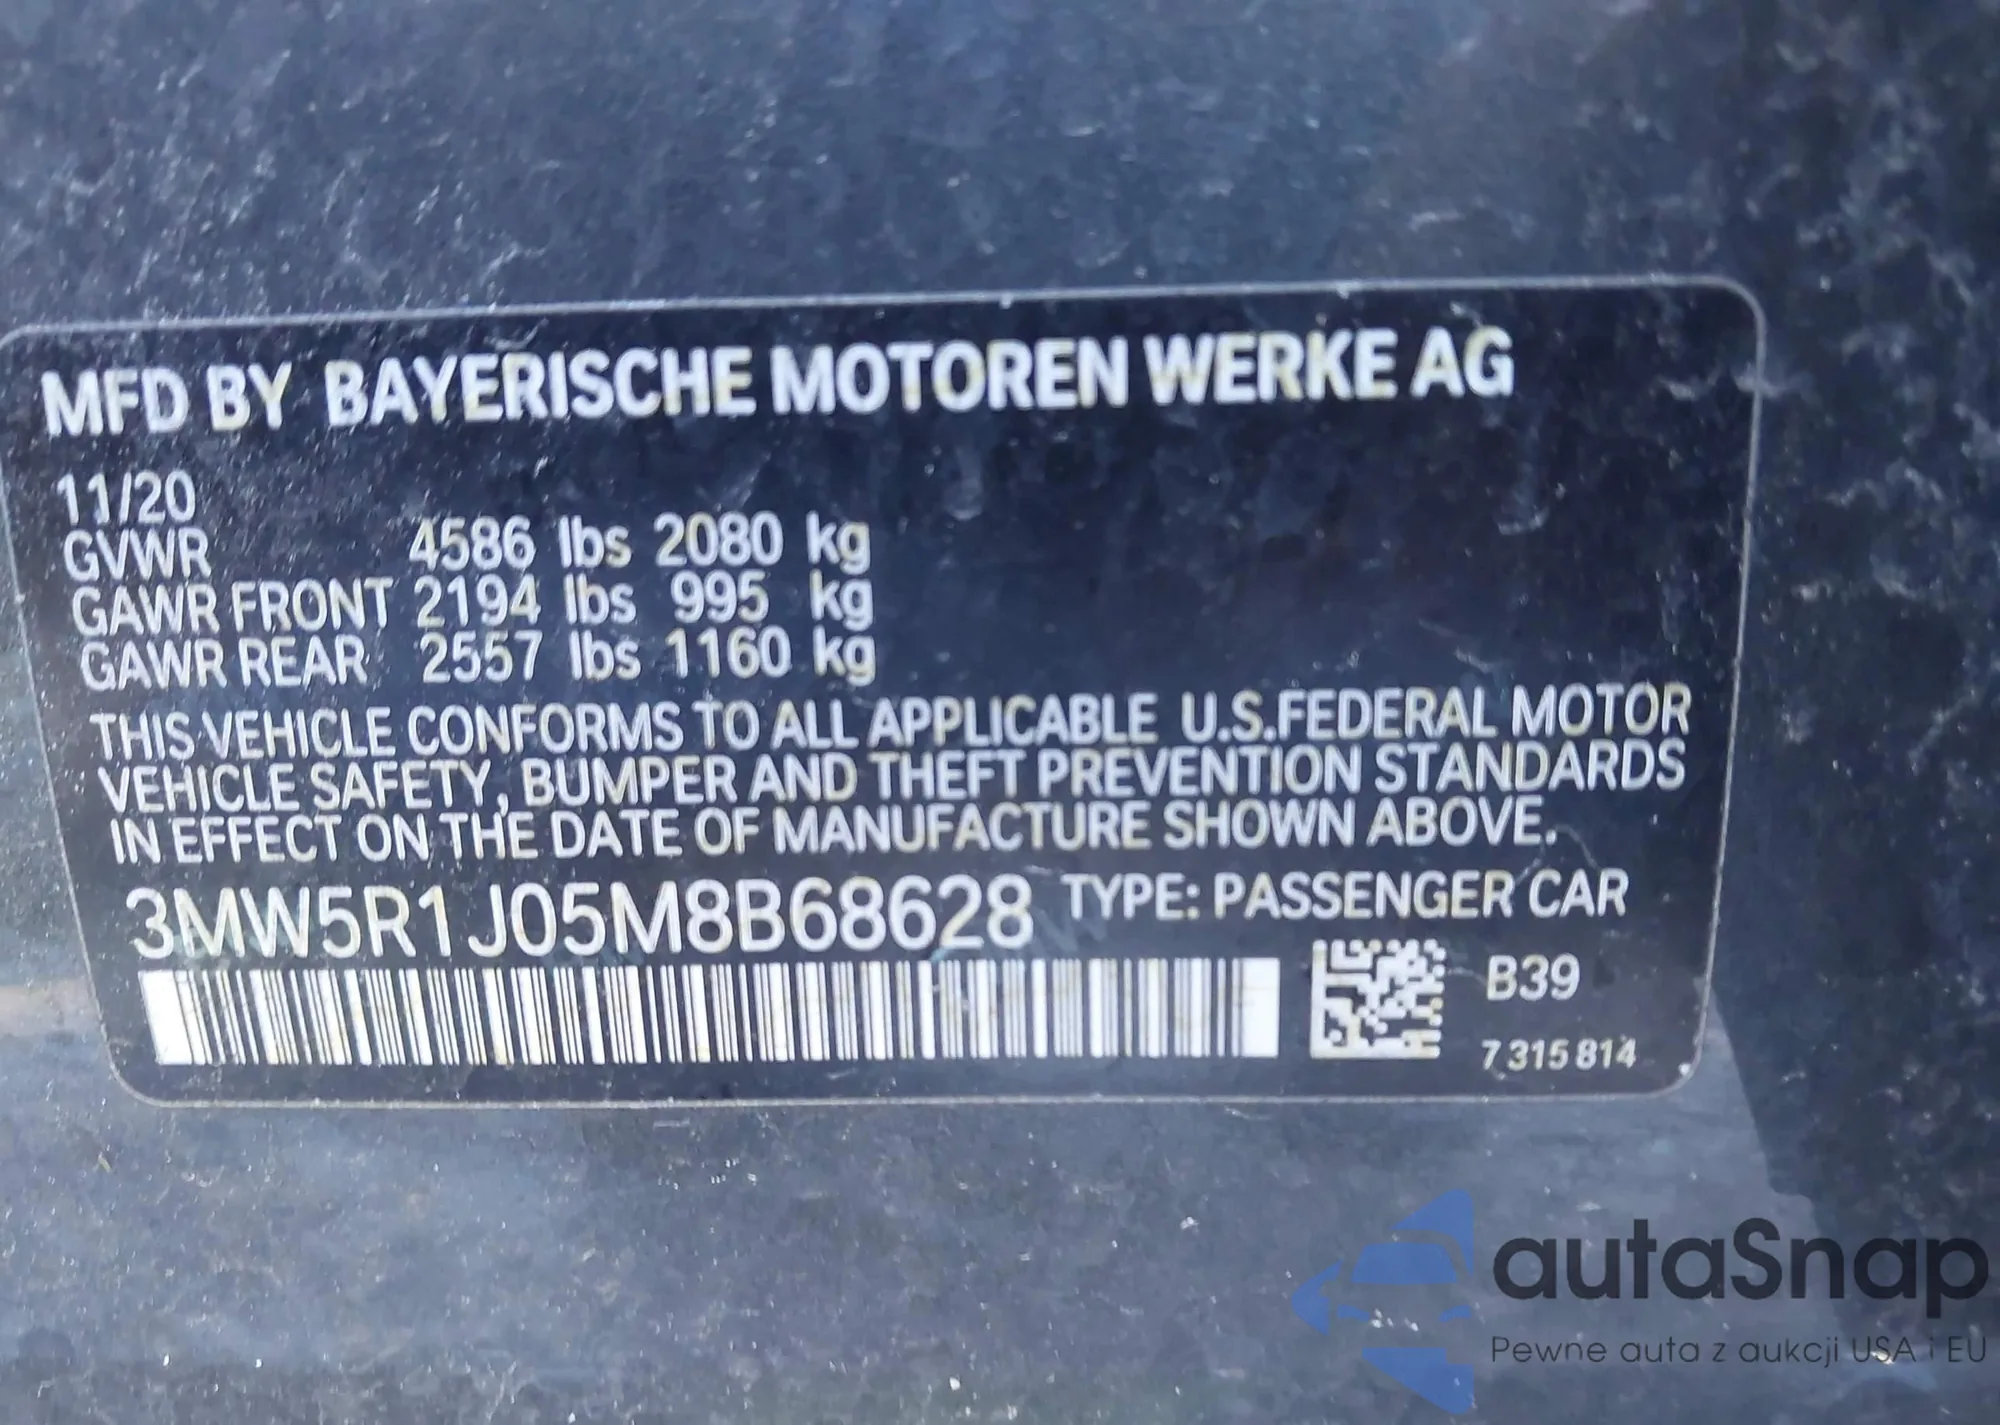 MFD BY BAYERISCHE MOTOREN WERKE AG
11/20
GVWR 4586 lbs 2080 kg
GAWR FRONT 2194 lbs 995 kg
GAWR REAR 2557 lbs 1160 kg
THIS VEHICLE CONFORMS TO ALL APPLICABLE U.S.FEDERAL MOTOR
VEHICLE SAFETY, BUMPER AND THEFT PREVENTION STANDARDS
IN EFFECT ON THE DATE OF MANUFACTURE SHOWN ABOVE.
3MW5R1J05M8B68628 TYPE: PASSENGER CAR
B39
7 315 814
autaSnap
Pewne auta z aukcji USA i EU